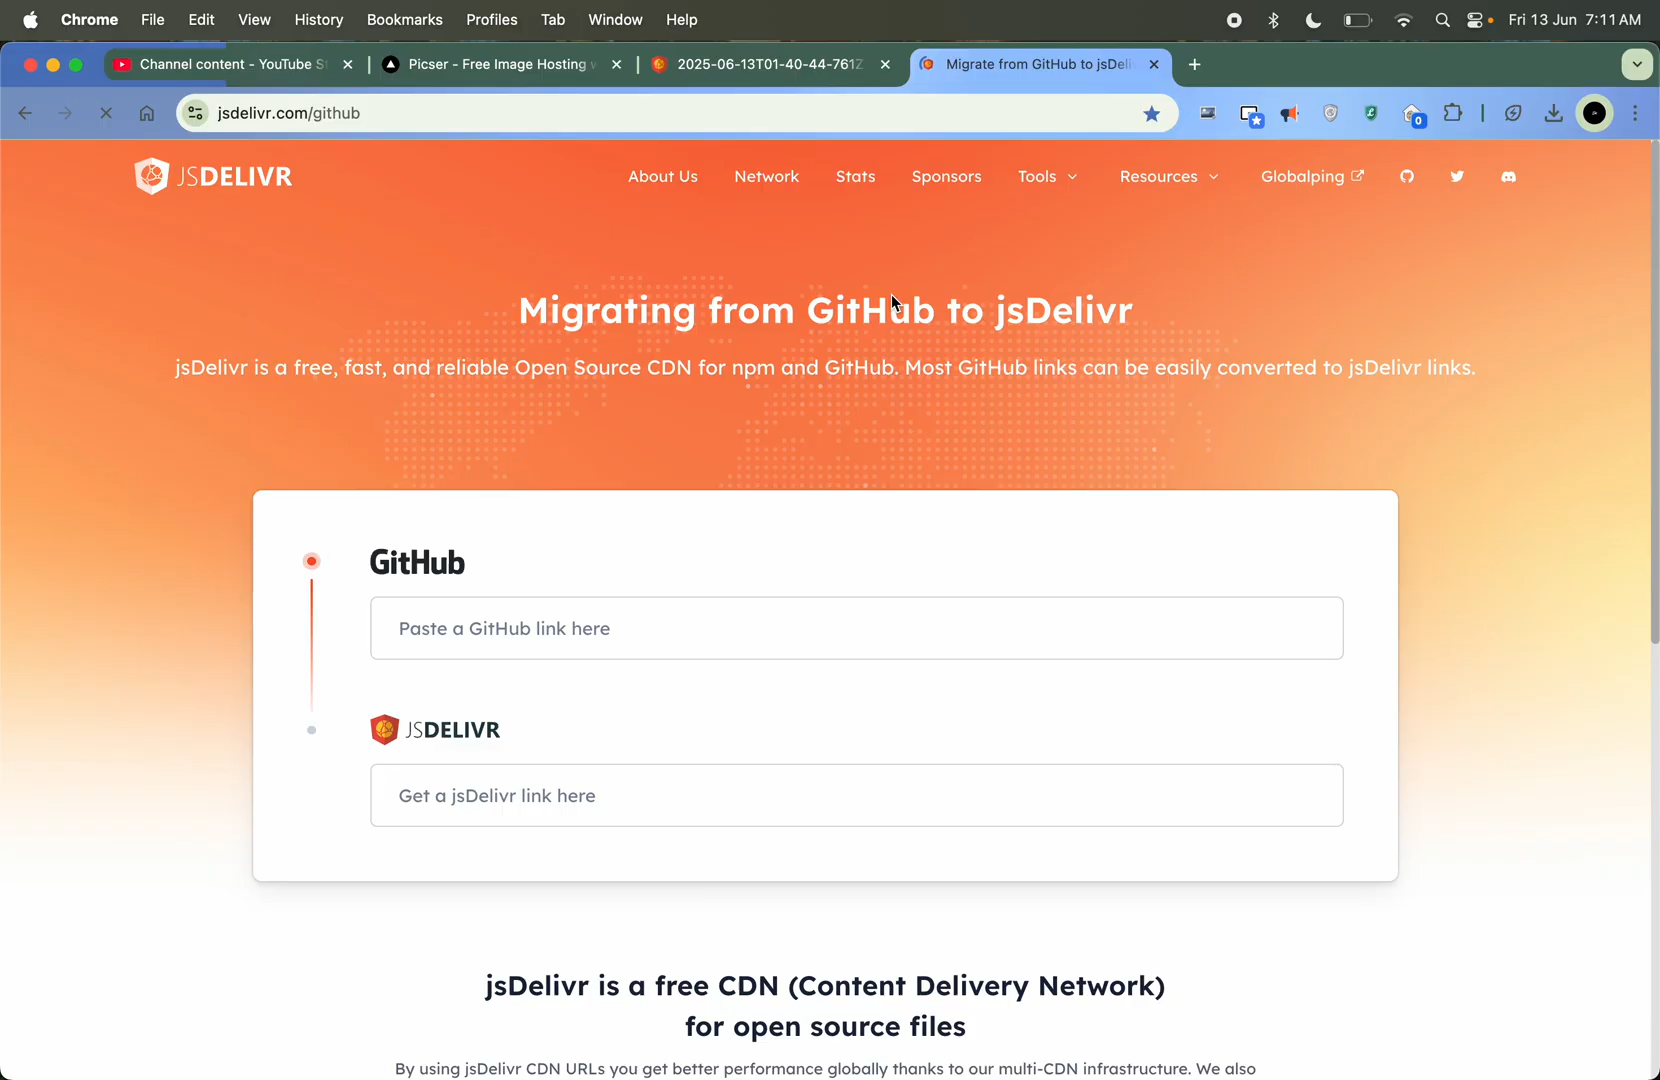 Chrome File Edit View History Bookmarks Profiles Tab Window Help Fri 13 Jun 7:11 AM
Channel content - YouTube S Picser - Free Image Hosting 2025-06-13T01-40-44-761Z Migrate from GitHub to jsDeli
jsdelivr.com/github
0
JSDELIVR About Us Network Stats Sponsors Tools Resources Globalping
Migrating from GitHub to jsDelivr
jsDelivr is a free, fast, and reliable Open Source CDN for npm and GitHub. Most GitHub links can be easily converted to jsDelivr links.
GitHub
Paste a GitHub link here
JSDELIVR
Get a jsDelivr link here
jsDelivr is a free CDN (Content Delivery Network)
for open source files
By using jsDelivr CDN URLs you get better performance globally thanks to our multi-CDN infrastructure. We also